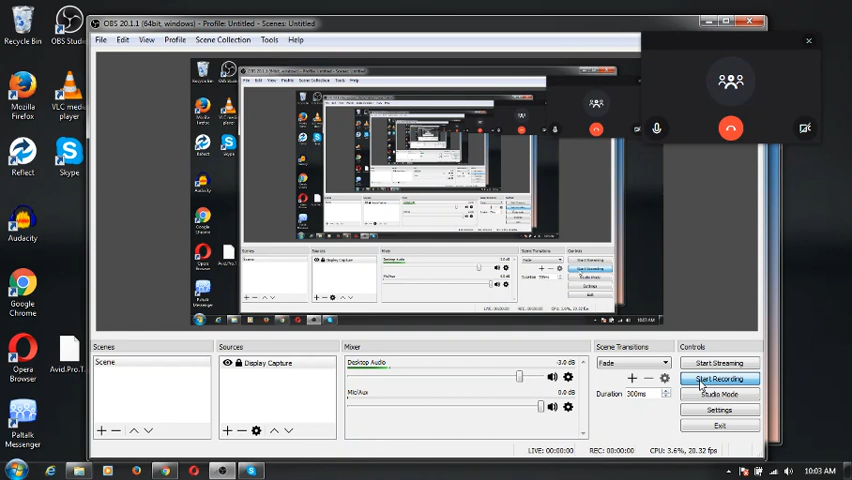 OBS 20.1.1 (64bit, windows) - Profile: Untitled - Scenes: Untitled
File Edit View Profile Scene Collection Tools Help
Recycle Bin
OBS Studio
Mozilla Firefox
VLC media player
Reflect
Skype
Audacity
Google Chrome
Opera Browser
Avid.Pro.T...
Paltalk Messenger
Scenes
Scene
Sources
Display Capture
Mixer
Desktop Audio -3.0 dB
Mic/Aux 0.0 dB
Scene Transitions
Fade
Duration 300ms
Controls
Start Streaming
Start Recording
Studio Mode
Settings
Exit
LIVE: 00:00:00 REC: 00:00:00 CPU: 3.6%, 20.32 fps
10:03 AM